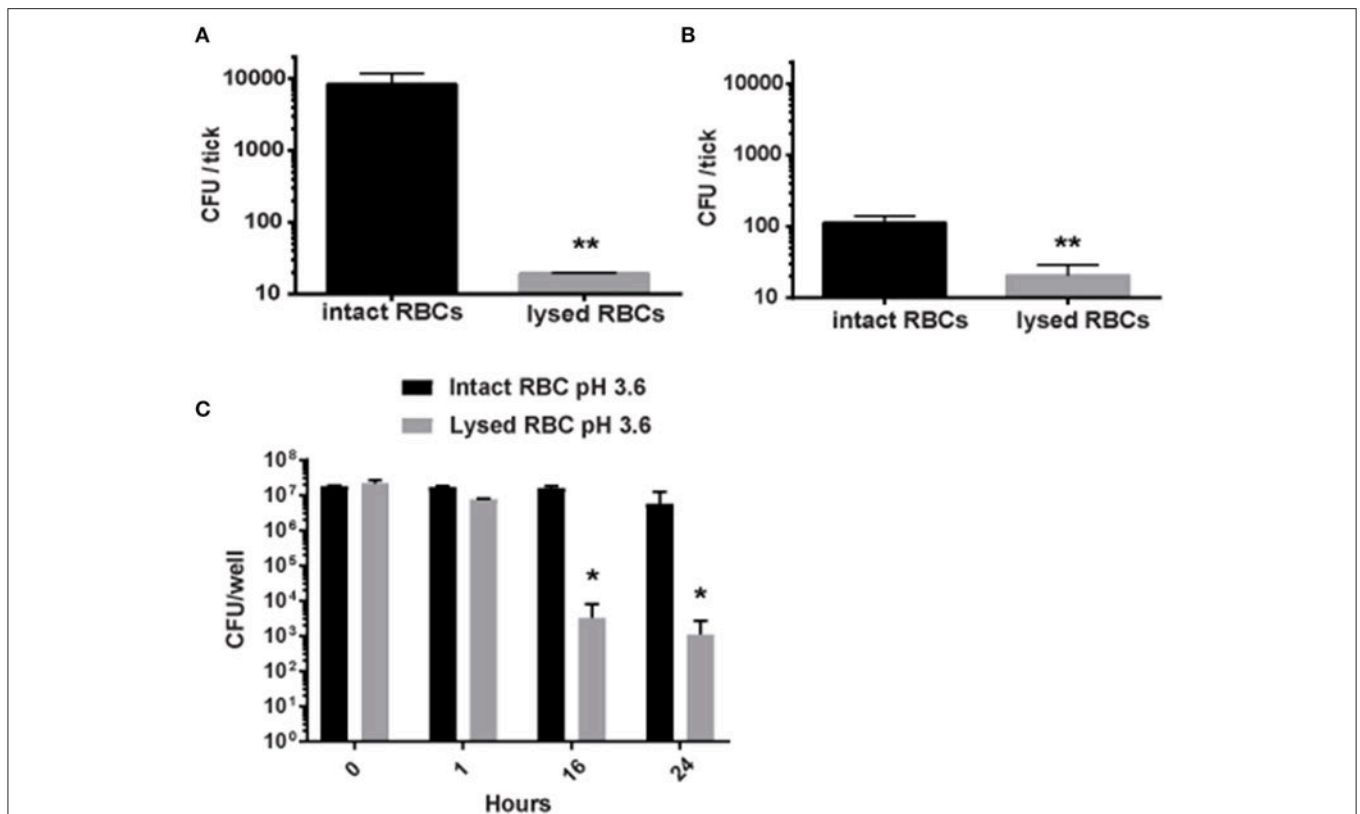 A
CFU /tick
10000
1000
100
10
**
intact RBCs
lysed RBCs
B
CFU /tick
10000
1000
100
10
**
intact RBCs
lysed RBCs
C
Intact RBC pH 3.6
Lysed RBC pH 3.6
CFU/well
10⁸
10⁷
10⁶
10⁵
10⁴
10³
10²
10¹
10⁰
*
*
0
1
16
24
Hours